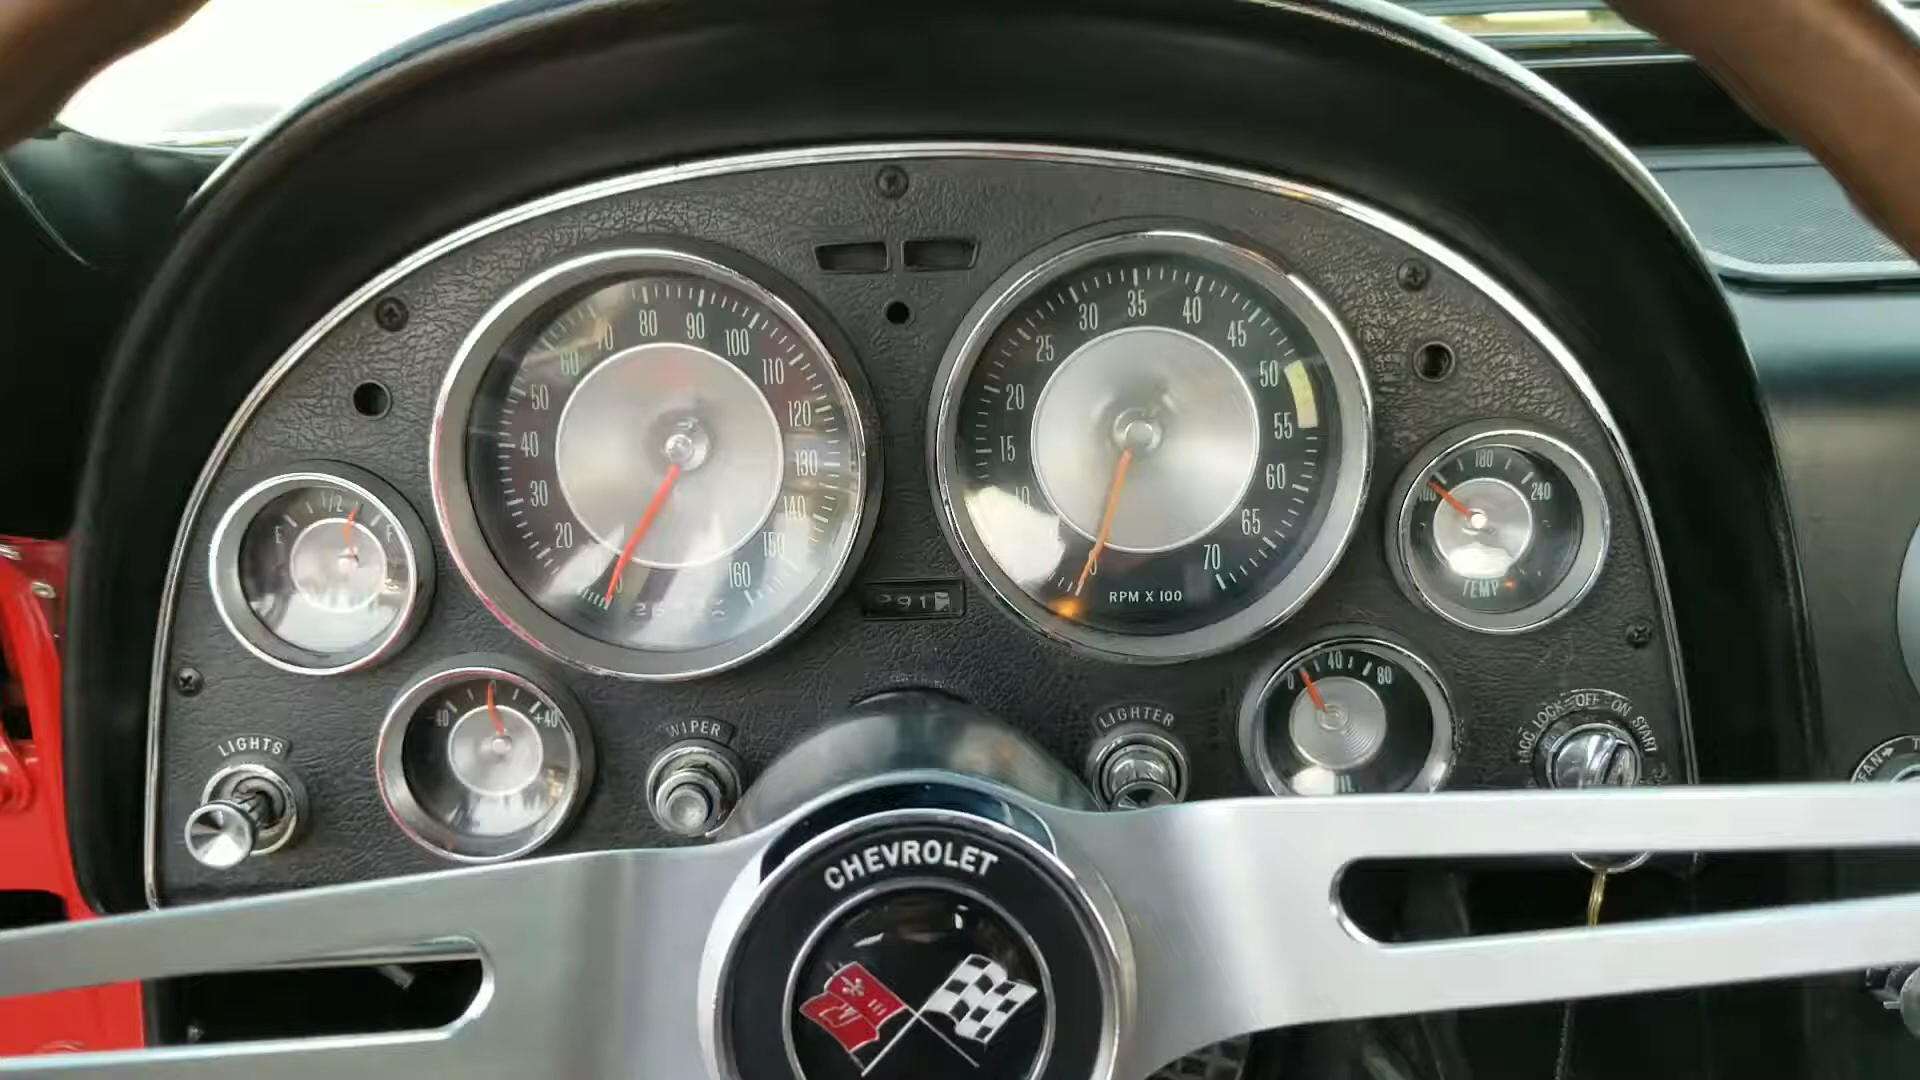 80 90 100
70
60 110
50 120
40 130
30 140
20 150
160
35 40
30 45
25 50
20 55
15 60
65
70
RPM X 100
1/2
-40 +40
180
240
TEMP
0 40 80
LIGHTS
WIPER
LIGHTER
ACC LOCK-OFF-ON START
FAN
CHEVROLET